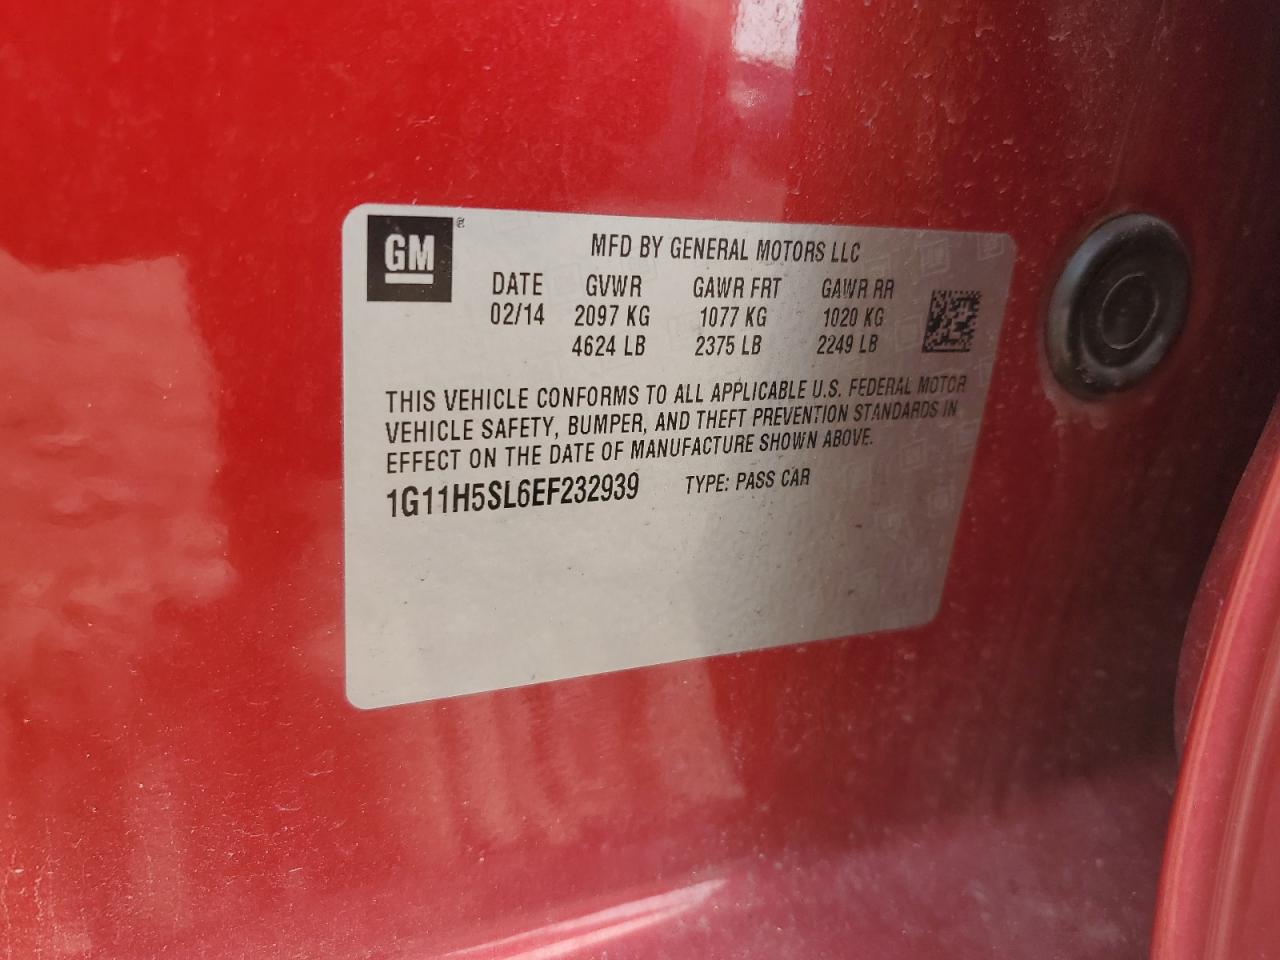 GM®
MFD BY GENERAL MOTORS LLC
DATE GVWR GAWR FRT GAWR RR
02/14 2097 KG 1077 KG 1020 KG
4624 LB 2375 LB 2249 LB
THIS VEHICLE CONFORMS TO ALL APPLICABLE U.S. FEDERAL MOTOR
VEHICLE SAFETY, BUMPER, AND THEFT PREVENTION STANDARDS IN
EFFECT ON THE DATE OF MANUFACTURE SHOWN ABOVE.
1G11H5SL6EF232939 TYPE: PASS CAR